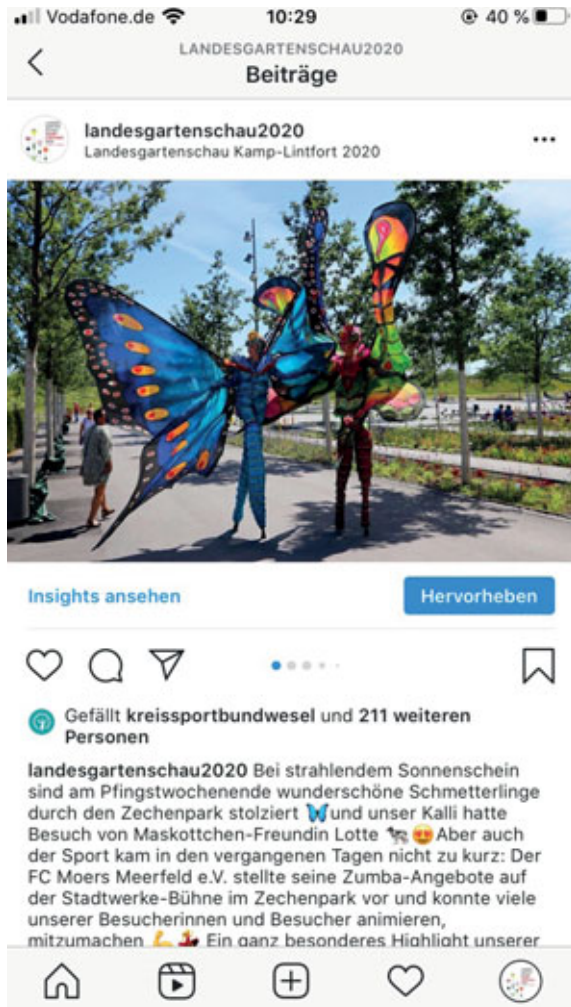 Vodafone.de 10:29 40 %
LANDESGARTENSCHAU2020
Beiträge
landesgartenschau2020
Landesgartenschau Kamp-Lintfort 2020
Insights ansehen Hervorheben
Gefällt kreissportbundwesel und 211 weiteren
Personen
landesgartenschau2020 Bei strahlendem Sonnenschein
sind am Pfingstwochenende wunderschöne Schmetterlinge
durch den Zechenpark stolziert 🦋und unser Kalli hatte
Besuch von Maskottchen-Freundin Lotte 🐄😍Aber auch
der Sport kam in den vergangenen Tagen nicht zu kurz: Der
FC Moers Meerfeld e.V. stellte seine Zumba-Angebote auf
der Stadtwerke-Bühne im Zechenpark vor und konnte viele
unserer Besucherinnen und Besucher animieren,
mitzumachen 💪💃 Ein ganz besonderes Highlight unserer